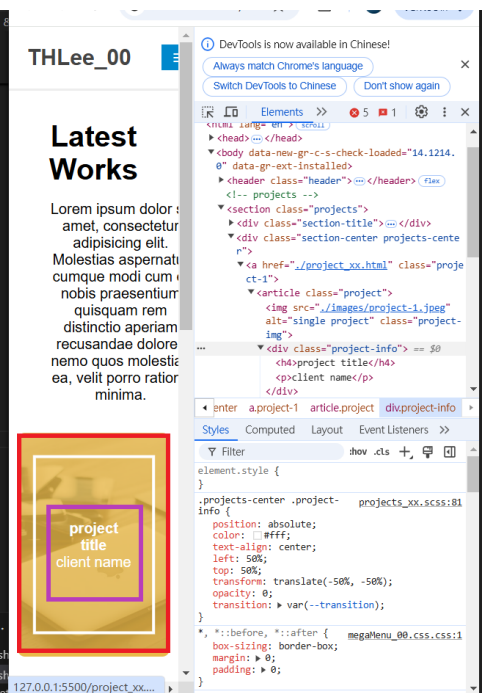 THLee_00
Latest
Works
Lorem ipsum dolor
amet, consectetur
adipisicing elit.
Molestias aspernatu
cumque modi cum
nobis praesentium
quisquam rem
distinctio aperiam
recusandae dolore
nemo quos molestia
ea, velit porro ration
minima.
project
title
client name
127.0.0.1:5500/project_xx....
DevTools is now available in Chinese!
Always match Chrome's language
Switch DevTools to Chinese
Don't show again
Elements
5
1
<html lang="en"> scroll
<head> ... </head>
<body data-new-gr-c-s-check-loaded="14.1214.
0" data-gr-ext-installed>
<header class="header"> ... </header> flex
<!-- projects -->
<section class="projects">
<div class="section-title"> ... </div>
<div class="section-center projects-cente
r">
<a href="./project_xx.html" class="proje
ct-1">
<article class="project">
<img src="./images/project-1.jpeg"
alt="single project" class="project-
img">
... <div class="project-info"> == $0
<h4>project title</h4>
<p>client name</p>
</div>
enter a.project-1 article.project div.project-info
Styles Computed Layout Event Listeners
Filter :hov .cls
element.style {
}
.projects-center .project- projects_xx.scss:81
info {
position: absolute;
color: #fff;
text-align: center;
left: 50%;
top: 50%;
transform: translate(-50%, -50%);
opacity: 0;
transition: var(--transition);
}
*, *::before, *::after { megaMenu_00.css.css:1
box-sizing: border-box;
margin: 0;
padding: 0;
}